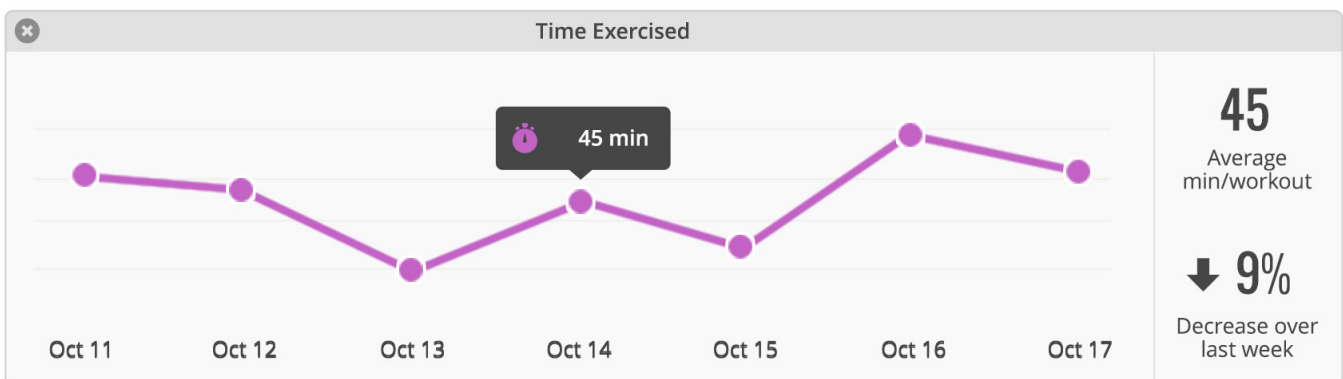 Time Exercised
45 min
45
Average
min/workout
9%
Decrease over
last week
Oct 11
Oct 12
Oct 13
Oct 14
Oct 15
Oct 16
Oct 17